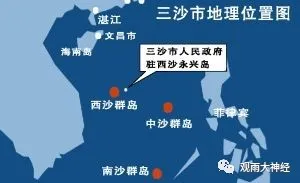 三沙市地理位置图
湛江
文昌市
海南岛
三沙市人民政府
驻西沙永兴岛
西沙群岛
中沙群岛
菲律宾
南沙群岛
观雨大神经